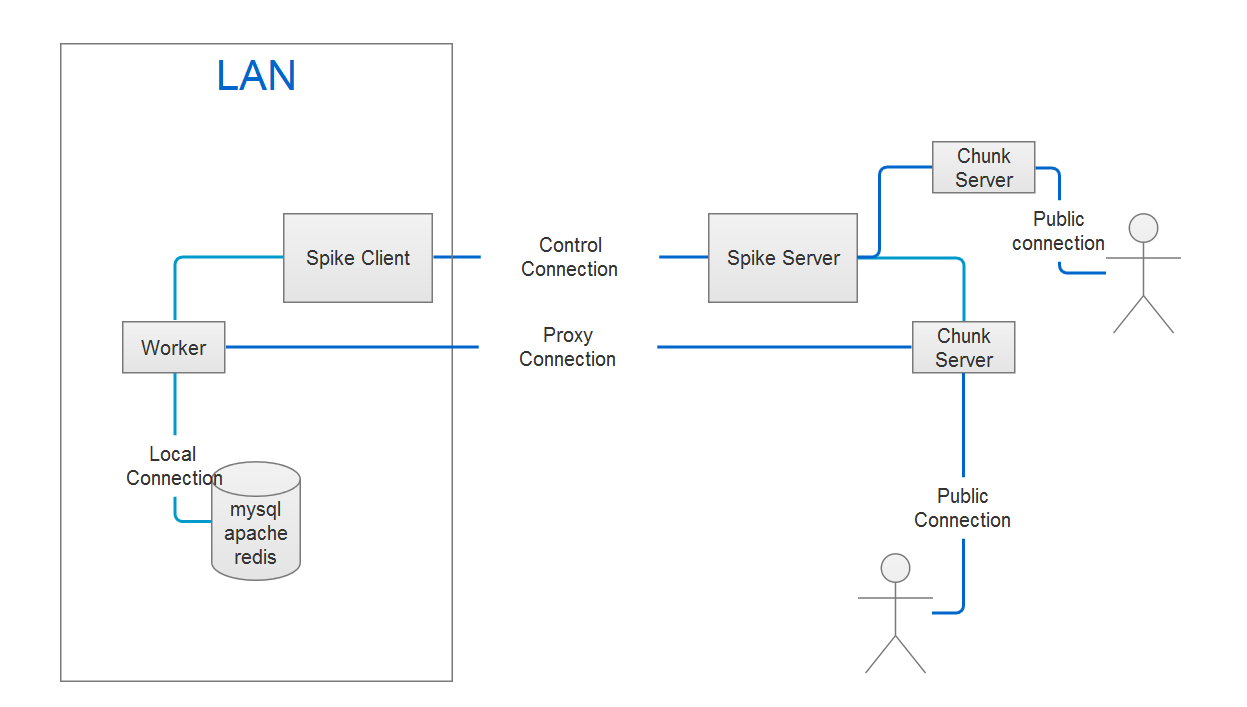 LAN
Chunk
Server
Public
connection
Spike Client
Control
Connection
Spike Server
Worker
Proxy
Connection
Chunk
Server
Local
Connection
mysql
apache
redis
Public
Connection